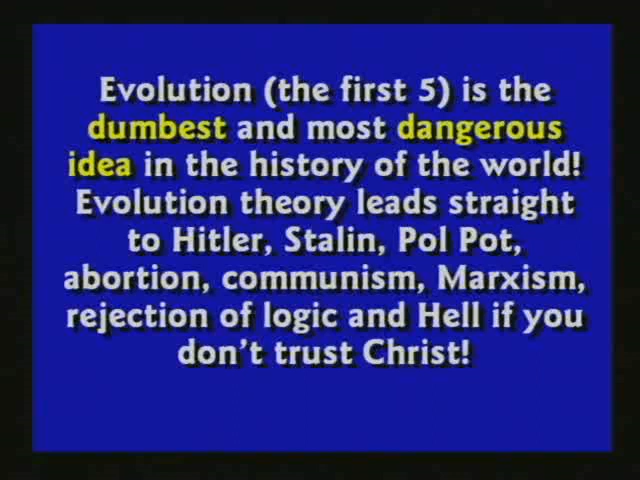 Evolution (the first 5) is the
dumbest and most dangerous
idea in the history of the world!
Evolution theory leads straight
to Hitler, Stalin, Pol Pot,
abortion, communism, Marxism,
rejection of logic and Hell if you
don't trust Christ!